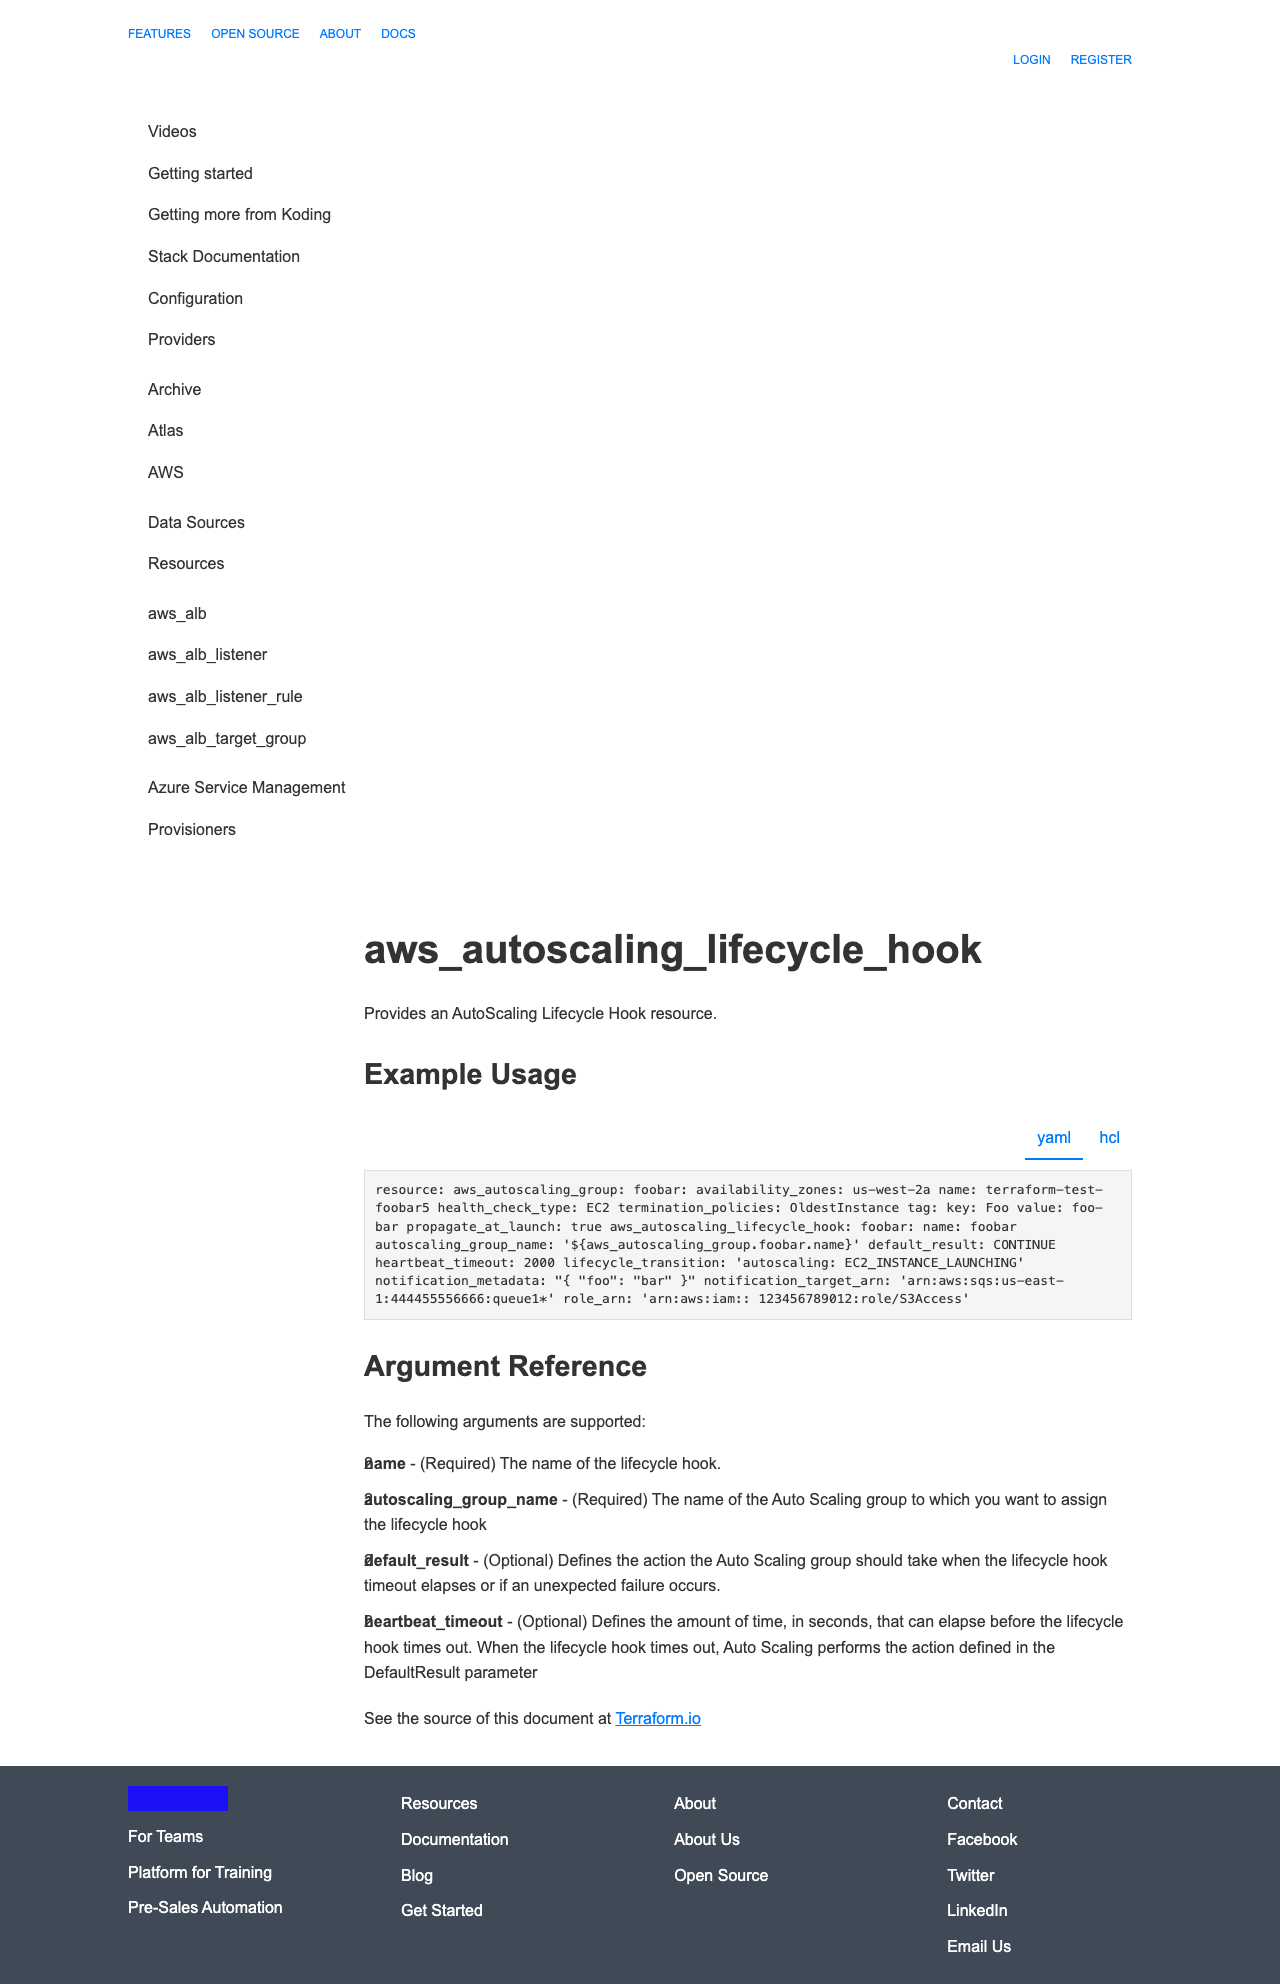 FEATURES OPEN SOURCE ABOUT DOCS
LOGIN REGISTER
Videos
Getting started
Getting more from Koding
Stack Documentation
Configuration
Providers
Archive
Atlas
AWS
Data Sources
Resources
aws_alb
aws_alb_listener
aws_alb_listener_rule
aws_alb_target_group
Azure Service Management
Provisioners
aws_autoscaling_lifecycle_hook
Provides an AutoScaling Lifecycle Hook resource.
Example Usage
yaml hcl
resource: aws_autoscaling_group: foobar: availability_zones: us-west-2a name: terraform-test-
foobar5 health_check_type: EC2 termination_policies: OldestInstance tag: key: Foo value: foo-
bar propagate_at_launch: true aws_autoscaling_lifecycle_hook: foobar: name: foobar
autoscaling_group_name: '${aws_autoscaling_group.foobar.name}' default_result: CONTINUE
heartbeat_timeout: 2000 lifecycle_transition: 'autoscaling: EC2_INSTANCE_LAUNCHING'
notification_metadata: "{ "foo": "bar" }" notification_target_arn: 'arn:aws:sqs:us-east-
1:444455556666:queue1*' role_arn: 'arn:aws:iam:: 123456789012:role/S3Access'
Argument Reference
The following arguments are supported:
name - (Required) The name of the lifecycle hook.
autoscaling_group_name - (Required) The name of the Auto Scaling group to which you want to assign
the lifecycle hook
default_result - (Optional) Defines the action the Auto Scaling group should take when the lifecycle hook
timeout elapses or if an unexpected failure occurs.
heartbeat_timeout - (Optional) Defines the amount of time, in seconds, that can elapse before the lifecycle
hook times out. When the lifecycle hook times out, Auto Scaling performs the action defined in the
DefaultResult parameter
See the source of this document at Terraform.io
For Teams
Platform for Training
Pre-Sales Automation
Resources
Documentation
Blog
Get Started
About
About Us
Open Source
Contact
Facebook
Twitter
LinkedIn
Email Us